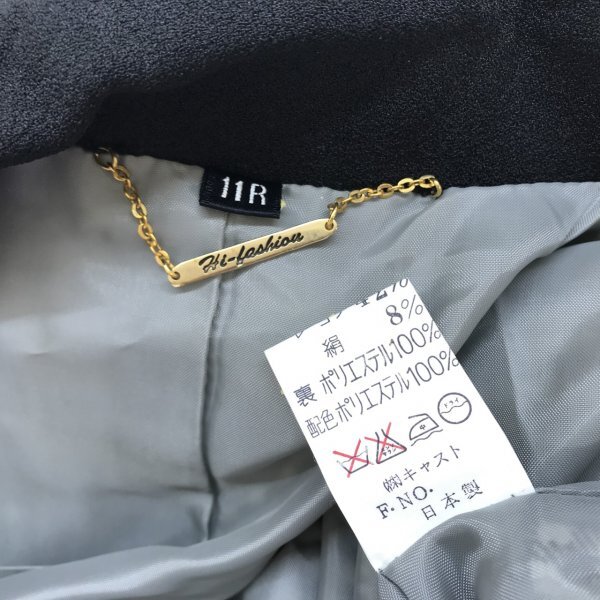 11R
Hi-fashion
8%
絹
裏 ポリエステル100%
配色ポリエステル100%
中
ドライ
㈱キャスト
F.NO.
日本製